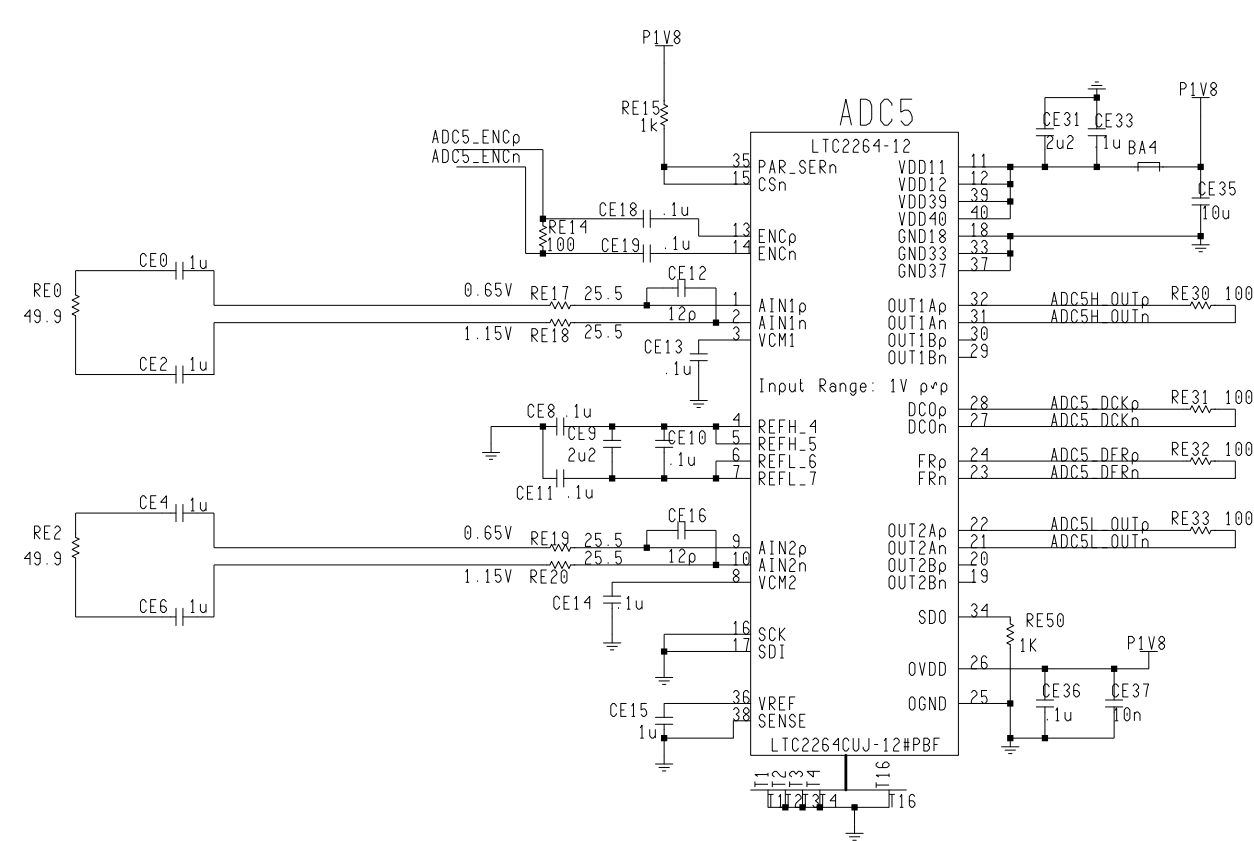 P1V8
RE15
1k
ADC5
LTC2264-12
ADC5_ENCp
ADC5_ENCn
35 PAR_SERn
15 CSn
CE18 .1u
RE14
100
CE19 .1u
13 ENCp
14 ENCn
CE0 1u
RE0
49.9
CE2 1u
0.65V RE17 25.5
1.15V RE18 25.5
CE12
12p
1 AIN1p
2 AIN1n
3 VCM1
CE13
.1u
Input Range: 1V p~p
CE8 .1u
CE9
2u2
CE10
.1u
CE11 .1u
4 REFH_4
5 REFH_5
6 REFL_6
7 REFL_7
CE4 1u
RE2
49.9
CE6 1u
0.65V RE19 25.5
1.15V RE20 25.5
CE16
12p
9 AIN2p
10 AIN2n
8 VCM2
CE14 .1u
16 SCK
17 SDI
36 VREF
38 SENSE
CE15
1u
LTC2264CUJ-12#PBF
T1 T2 T3 T4 T16
T1 T2 T3 T4 T16
CE31
2u2
CE33
.1u
BA4
P1V8
CE35
10u
VDD11 11
VDD12 12
VDD39 39
VDD40 40
GND18 18
GND33 33
GND37 37
OUT1Ap 32 ADC5H_OUTp RE30 100
OUT1An 31 ADC5H_OUTn
OUT1Bp 30
OUT1Bn 29
DCOp 28 ADC5_DCKp RE31 100
DCOn 27 ADC5_DCKn
FRp 24 ADC5_DFRp RE32 100
FRn 23 ADC5_DFRn
OUT2Ap 22 ADC5L_OUTp RE33 100
OUT2An 21 ADC5L_OUTn
OUT2Bp 20
OUT2Bn 19
SDO 34
RE50
1K
P1V8
OVDD 26
OGND 25
CE36
.1u
CE37
10n